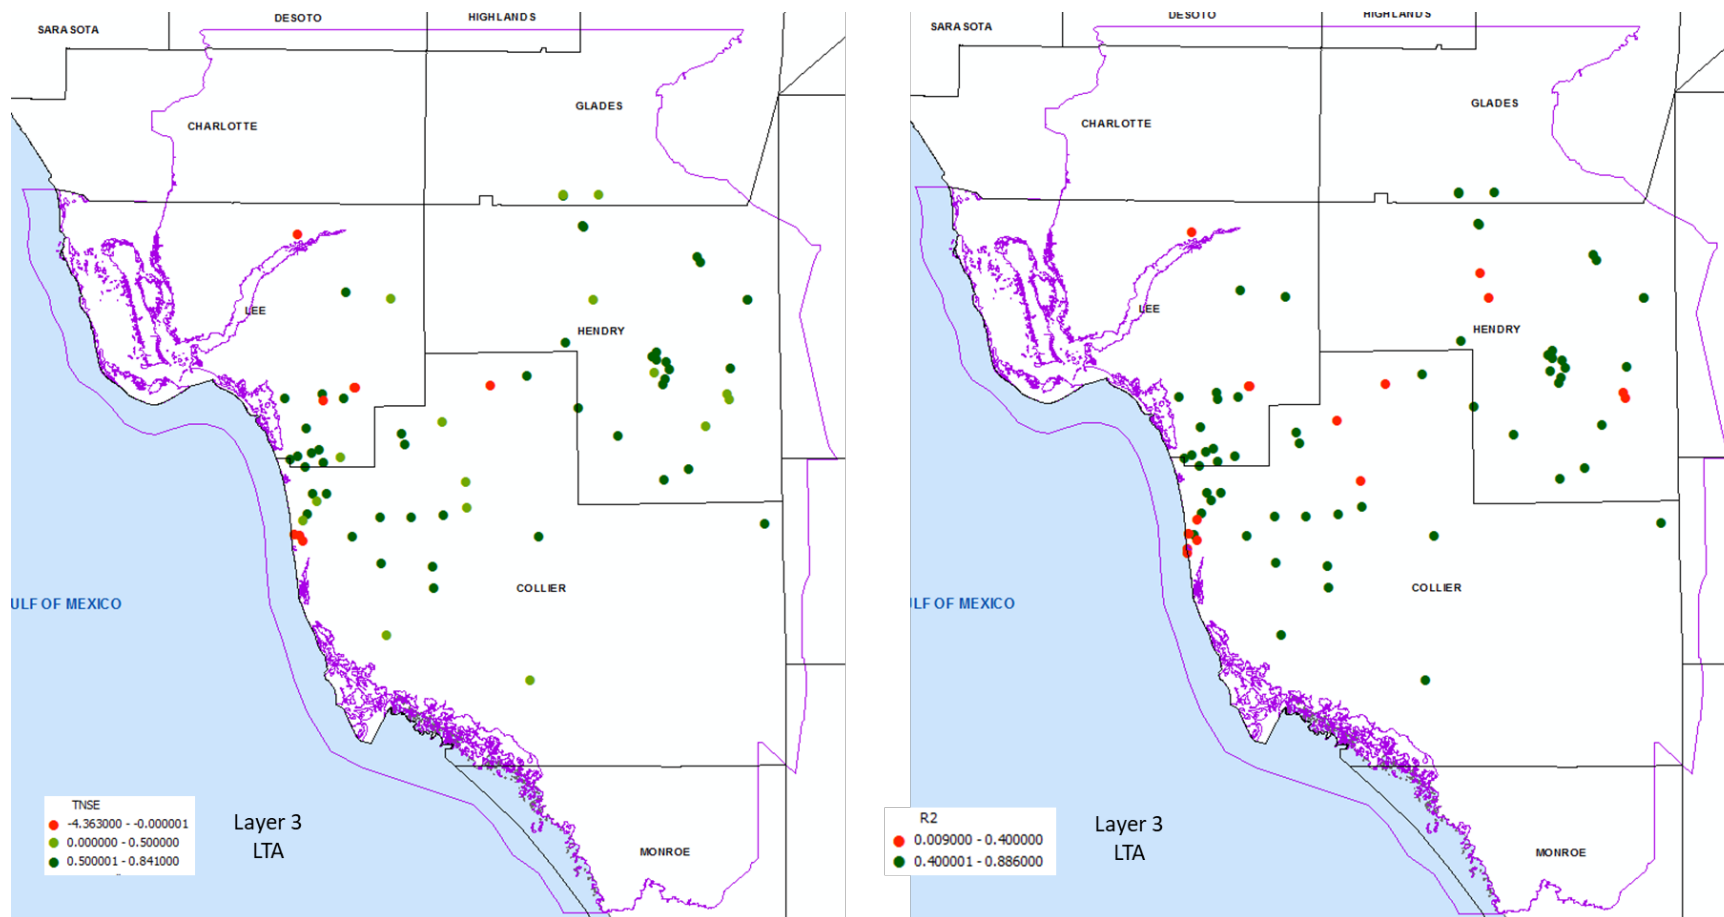 DESOTO
HIGHLANDS
SARASOTA
GLADES
CHARLOTTE
LEE
HENDRY
COLLIER
ULF OF MEXICO
TNSE
-4.363000 - -0.000001
0.000000 - 0.500000
0.500001 - 0.841000
Layer 3
LTA
MONROE
DESOTO
HIGHLANDS
SARASOTA
GLADES
CHARLOTTE
LEE
HENDRY
COLLIER
ULF OF MEXICO
R2
0.009000 - 0.400000
0.400001 - 0.886000
Layer 3
LTA
MONROE